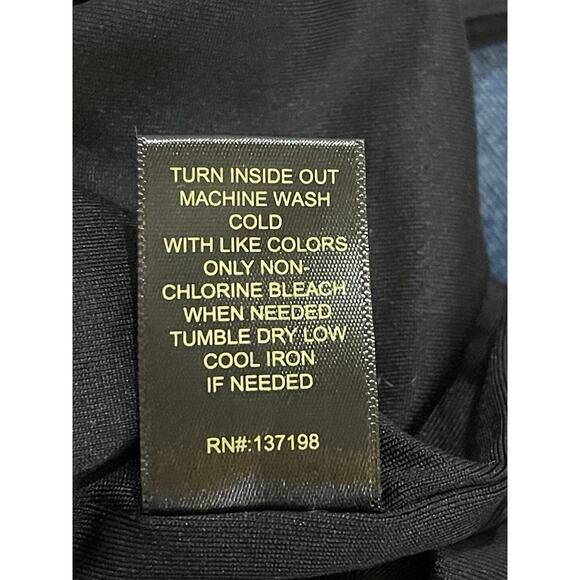 TURN INSIDE OUT
MACHINE WASH
COLD
WITH LIKE COLORS
ONLY NON-
CHLORINE BLEACH
WHEN NEEDED
TUMBLE DRY LOW
COOL IRON
IF NEEDED
RN#:137198